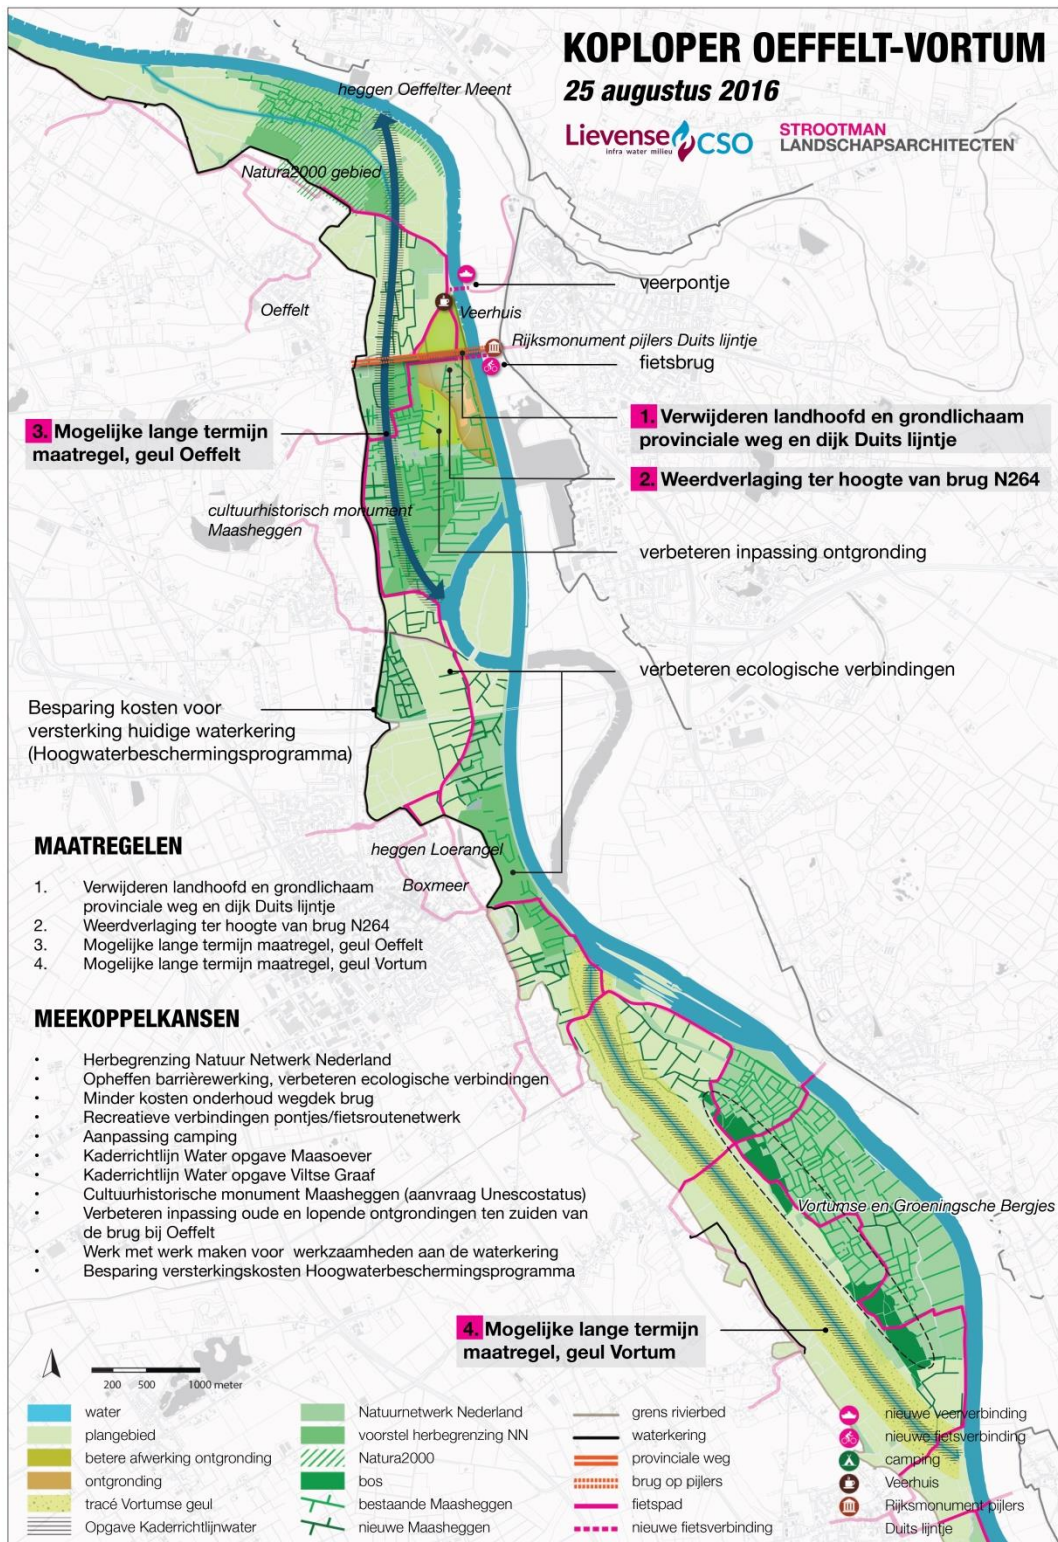 KOPLOPER OEFFELT-VORTUM
25 augustus 2016
Lievense CSO
infra water milieu
STROOTMAN
LANDSCHAPSARCHITECTEN
heggen Oeffelter Meent
Natura2000 gebied
veerpontje
Oeffelt
Veerhuis
Rijksmonument pijlers Duits lijntje
fietsbrug
1. Verwijderen landhoofd en grondlichaam
provinciale weg en dijk Duits lijntje
3. Mogelijke lange termijn
maatregel, geul Oeffelt
2. Weerdverlaging ter hoogte van brug N264
cultuurhistorisch monument
Maasheggen
verbeteren inpassing ontgronding
verbeteren ecologische verbindingen
Besparing kosten voor
versterking huidige waterkering
(Hoogwaterbeschermingsprogramma)
heggen Loerangel
Boxmeer
MAATREGELEN
1. Verwijderen landhoofd en grondlichaam
provinciale weg en dijk Duits lijntje
2. Weerdverlaging ter hoogte van brug N264
3. Mogelijke lange termijn maatregel, geul Oeffelt
4. Mogelijke lange termijn maatregel, geul Vortum
MEEKOPPELKANSEN
• Herbegrenzing Natuur Netwerk Nederland
• Opheffen barrièrewerking, verbeteren ecologische verbindingen
• Minder kosten onderhoud wegdek brug
• Recreatieve verbindingen pontjes/fietsroutenetwerk
• Aanpassing camping
• Kaderrichtlijn Water opgave Maasoever
• Kaderrichtlijn Water opgave Viltse Graaf
• Cultuurhistorische monument Maasheggen (aanvraag Unescostatus)
• Verbeteren inpassing oude en lopende ontgrondingen ten zuiden van
de brug bij Oeffelt
• Werk met werk maken voor werkzaamheden aan de waterkering
• Besparing versterkingskosten Hoogwaterbeschermingsprogramma
Vortumse en Groeningsche Bergjes
4. Mogelijke lange termijn
maatregel, geul Vortum
200 500 1000 meter
water
plangebied
betere afwerking ontgronding
ontgronding
tracé Vortumse geul
Opgave Kaderrichtlijnwater
Natuurnetwerk Nederland
voorstel herbegrenzing NN
Natura2000
bos
bestaande Maasheggen
nieuwe Maasheggen
grens rivierbed
waterkering
provinciale weg
brug op pijlers
fietspad
nieuwe fietsverbinding
nieuwe veerverbinding
nieuwe fietsverbinding
camping
Veerhuis
Rijksmonument pijlers
Duits lijntje